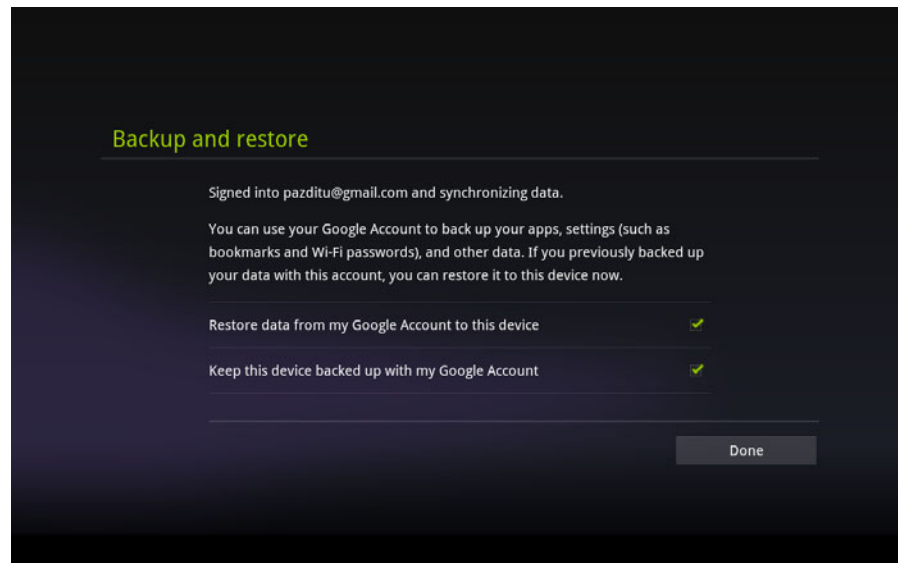 Backup and restore
Signed into pazditu@gmail.com and synchronizing data.
You can use your Google Account to back up your apps, settings (such as
bookmarks and Wi-Fi passwords), and other data. If you previously backed up
your data with this account, you can restore it to this device now.
Restore data from my Google Account to this device
Keep this device backed up with my Google Account
Done